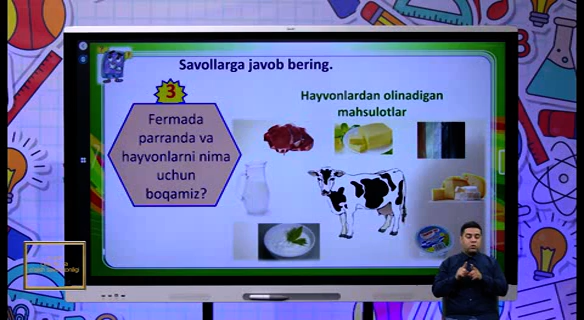 Savollarga javob bering.
3
Fermada
parranda va
hayvonlarni nima
uchun
boqamiz?
Hayvonlardan olinadigan
mahsulotlar